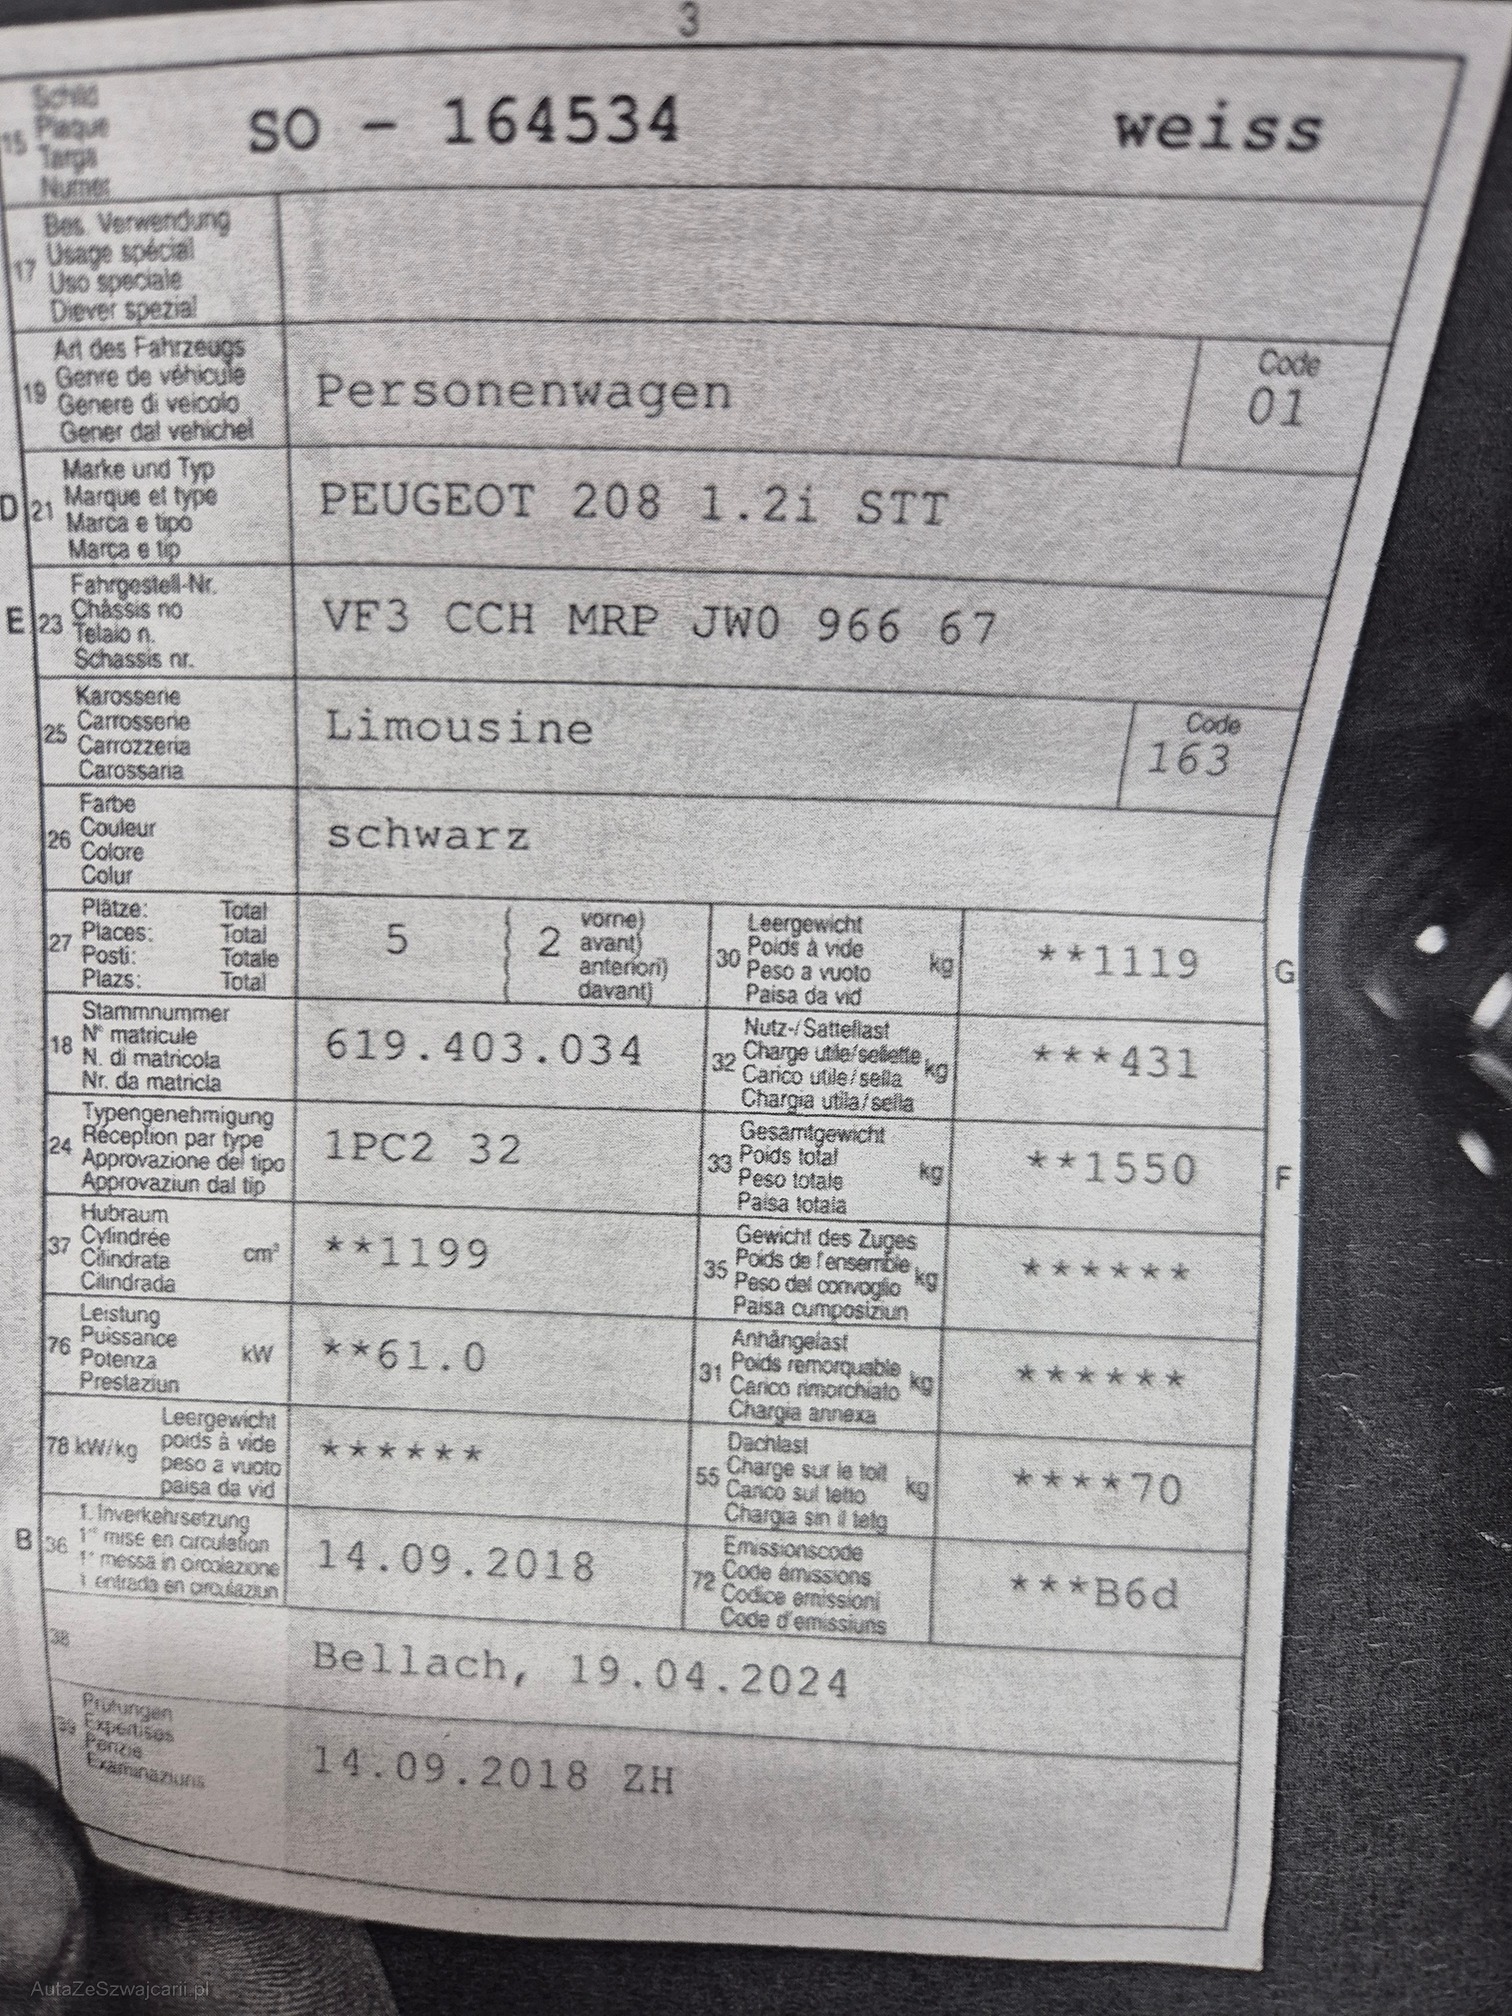 3
15 Schild
Plaque
Targa
Numer
SO - 164534 weiss
17 Bes. Verwendung
Usage spécial
Uso speciale
Diever spezial
19 Art des Fahrzeugs
Genre de véhicule
Genere di veicolo
Gener dal vehichel
Personenwagen
Code
01
D 21 Marke und Typ
Marque et type
Marca e tipo
Marca e tip
PEUGEOT 208 1.2i STT
E 23 Fahrgestell-Nr.
Châssis no
Telaio n.
Schassis nr.
VF3 CCH MRP JW0 966 67
25 Karosserie
Carrosserie
Carrozzeria
Carossaria
Limousine
Code
163
26 Farbe
Couleur
Colore
Colur
schwarz
27 Plätze: Total
Places: Total
Posti: Totale
Plazs: Total
5 2 vorne)
avant)
anteriori)
davant)
30 Leergewicht
Poids à vide
Peso a vuoto
Paisa da vid
kg **1119 G
18 Stammnummer
N° matricule
N. di matricola
Nr. da matricla
619.403.034
32 Nutz-/Sattellast
Charge utile/sellette
Carico utile/sella
Chargia utila/sella
kg ***431
24 Typengenehmigung
Réception par type
Approvazione del tipo
Approvaziun dal tip
1PC2 32
33 Gesamtgewicht
Poids total
Peso totale
Paisa totala
kg **1550 F
37 Hubraum
Cylindrée
Cilindrata
Cilindrada
cm³ **1199
35 Gewicht des Zuges
Poids de l'ensemble
Peso del convoglio
Paisa cumposiziun
kg ******
76 Leistung
Puissance
Potenza
Prestaziun
kW **61.0
31 Anhängelast
Poids remorquable
Carico rimorchiato
Chargia annexa
kg ******
78 kW/kg Leergewicht
poids à vide
peso a vuoto
paisa da vid
******
55 Dachlast
Charge sur le toit
Carico sul tetto
Chargia sin il tetg
kg ****70
B 36 1. Inverkehrsetzung
1re mise en circulation
1a messa in circolazione
1. entrada en circulaziun
14.09.2018
72 Emissionscode
Code émissions
Codice emissioni
Code d'emissiuns
***B6d
38
Bellach, 19.04.2024
39 Prüfungen
Expertises
Perizie
Examinaziuns
14.09.2018 ZH
AutaZeSzwajcarii.pl